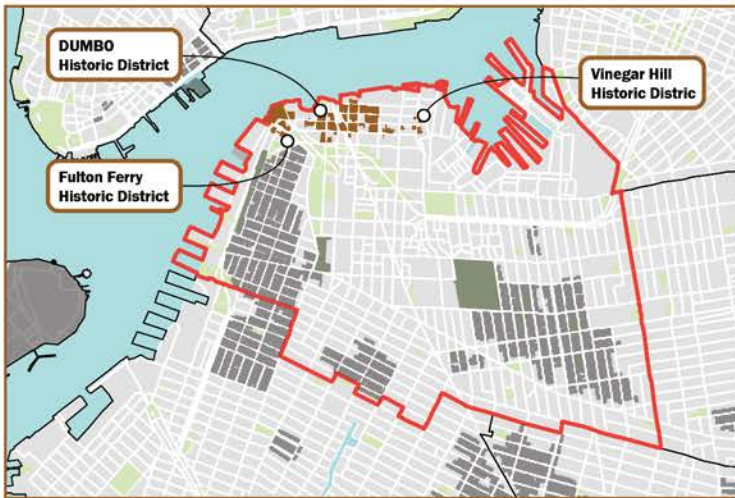 DUMBO
Historic District
Vinegar Hill
Historic Distric
Fulton Ferry
Historic District